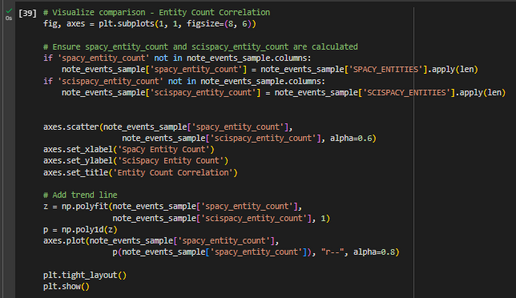 [39]
0s
# Visualize comparison - Entity Count Correlation
fig, axes = plt.subplots(1, 1, figsize=(8, 6))

# Ensure spacy_entity_count and scispacy_entity_count are calculated
if 'spacy_entity_count' not in note_events_sample.columns:
    note_events_sample['spacy_entity_count'] = note_events_sample['SPACY_ENTITIES'].apply(len)
if 'scispacy_entity_count' not in note_events_sample.columns:
    note_events_sample['scispacy_entity_count'] = note_events_sample['SCISPACY_ENTITIES'].apply(len)


axes.scatter(note_events_sample['spacy_entity_count'],
                note_events_sample['scispacy_entity_count'], alpha=0.6)
axes.set_xlabel('SpaCy Entity Count')
axes.set_ylabel('SciSpacy Entity Count')
axes.set_title('Entity Count Correlation')

# Add trend line
z = np.polyfit(note_events_sample['spacy_entity_count'],
              note_events_sample['scispacy_entity_count'], 1)
p = np.poly1d(z)
axes.plot(note_events_sample['spacy_entity_count'],
              p(note_events_sample['spacy_entity_count']), "r--", alpha=0.8)

plt.tight_layout()
plt.show()